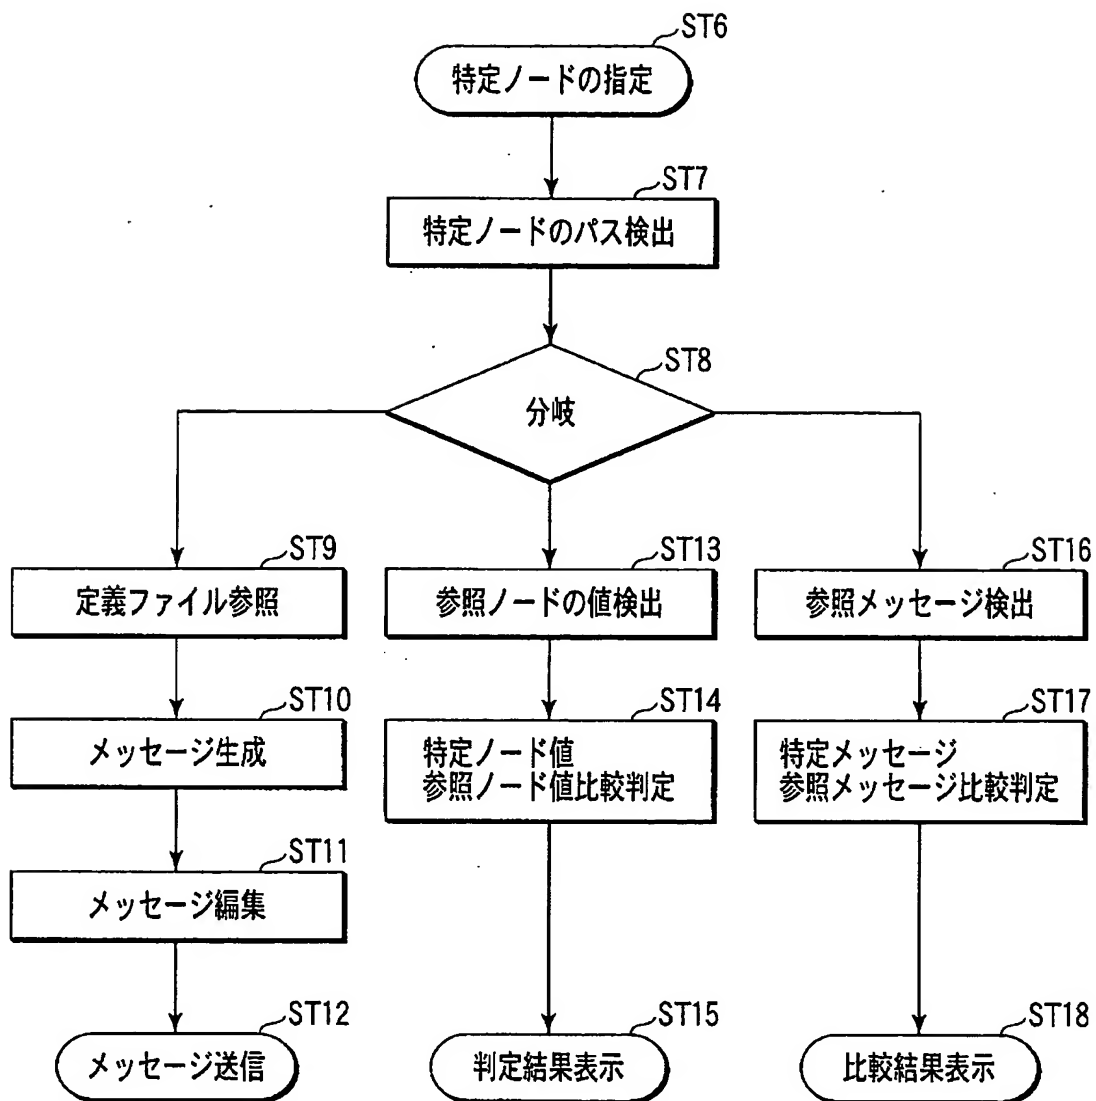 ST6
特定ノードの指定
ST7
特定ノードのパス検出
ST8
分岐
ST9
定義ファイル参照
ST10
メッセージ生成
ST11
メッセージ編集
ST12
メッセージ送信
ST13
参照ノードの値検出
ST14
特定ノード値
参照ノード値比較判定
ST15
判定結果表示
ST16
参照メッセージ検出
ST17
特定メッセージ
参照メッセージ比較判定
ST18
比較結果表示